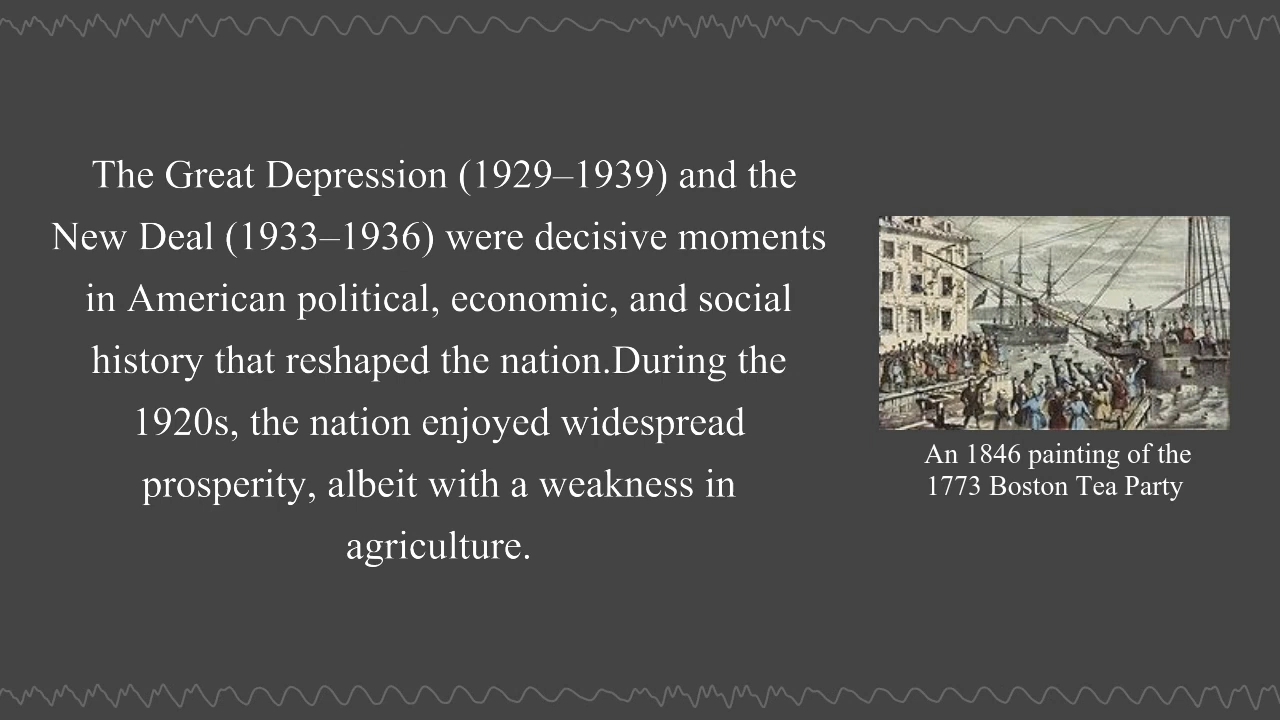 The Great Depression (1929–1939) and the
New Deal (1933–1936) were decisive moments
in American political, economic, and social
history that reshaped the nation.During the
1920s, the nation enjoyed widespread
prosperity, albeit with a weakness in
agriculture.
An 1846 painting of the
1773 Boston Tea Party